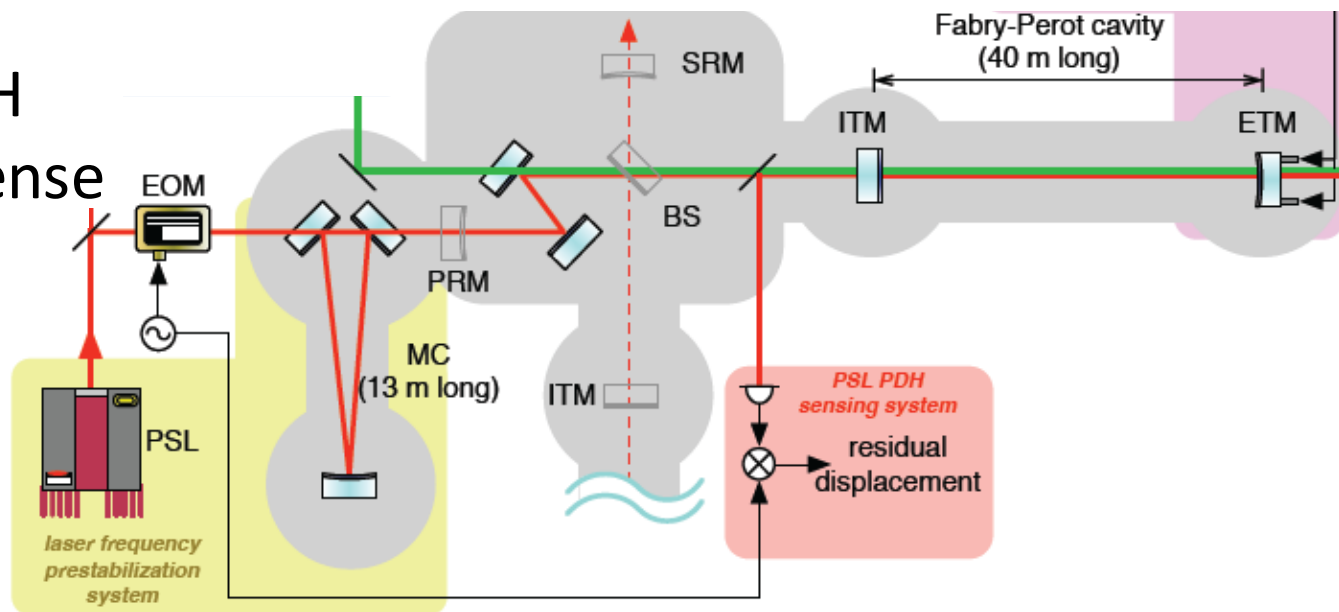 H
ense
EOM
PSL
laser frequency
prestabilization
system
MC
(13 m long)
PRM
SRM
BS
ITM
Fabry-Perot cavity
(40 m long)
ITM
ETM
PSL PDH
sensing system
residual
displacement